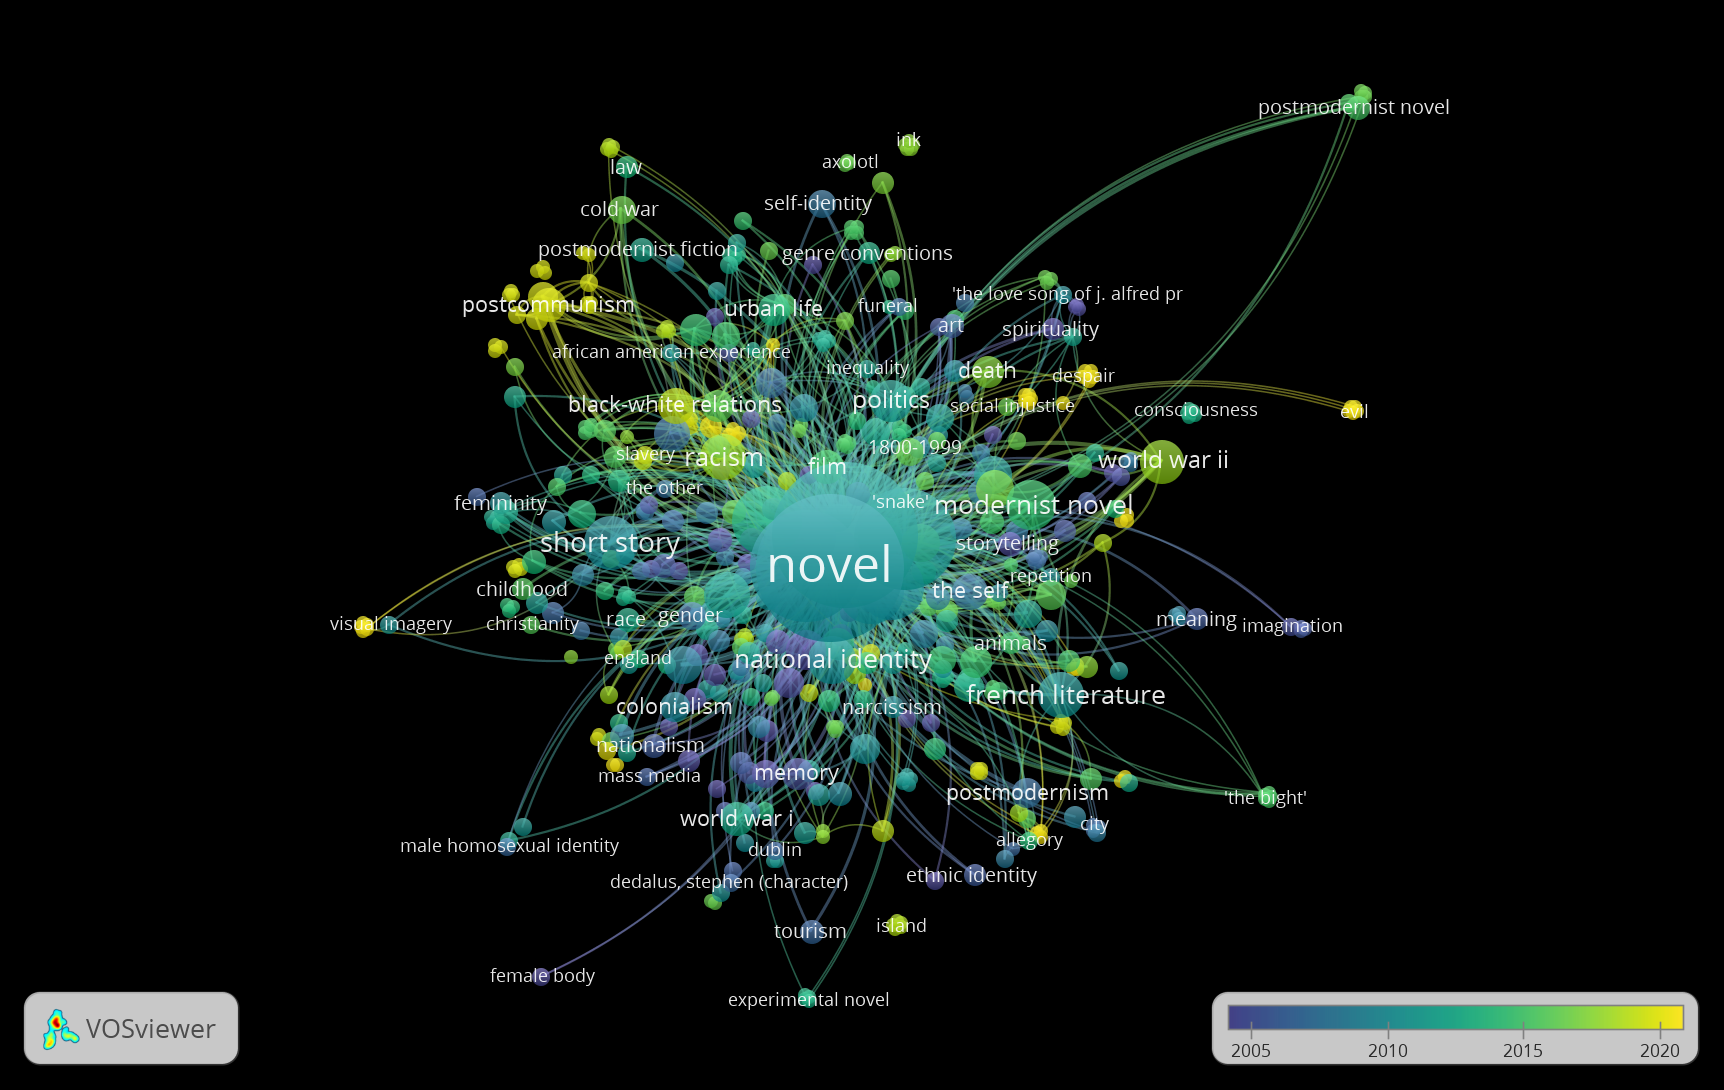 postmodernist novel
ink
axolotl
law
self-identity
cold war
postmodernist fiction
genre conventions
'the love song of j. alfred pr
postcommunism
urban life
funeral
art
spirituality
african american experience
inequality
death
despair
black-white relations
politics
social injustice
consciousness
evil
slavery
racism
film
1800-1999
world war ii
the other
femininity
'snake'
modernist novel
short story
novel
storytelling
childhood
the self
repetition
visual imagery
christianity
race
gender
meaning
imagination
england
national identity
animals
colonialism
narcissism
french literature
nationalism
mass media
memory
postmodernism
'the bight'
world war i
city
male homosexual identity
dublin
allegory
dedalus, stephen (character)
ethnic identity
tourism
island
female body
experimental novel
VOSviewer
2005 2010 2015 2020